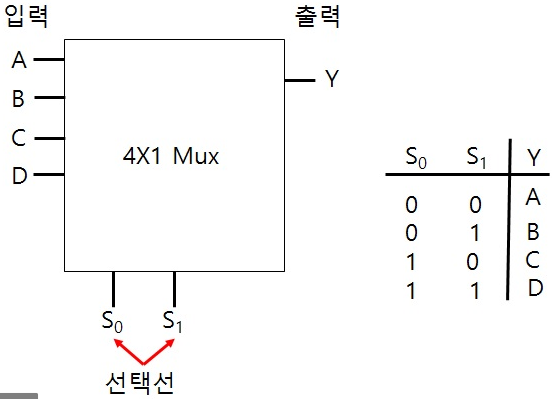 입력 출력
A
B
C
D
Y
4X1 Mux
S₀ S₁
선택선
S₀ S₁ Y
0 0 A
0 1 B
1 0 C
1 1 D